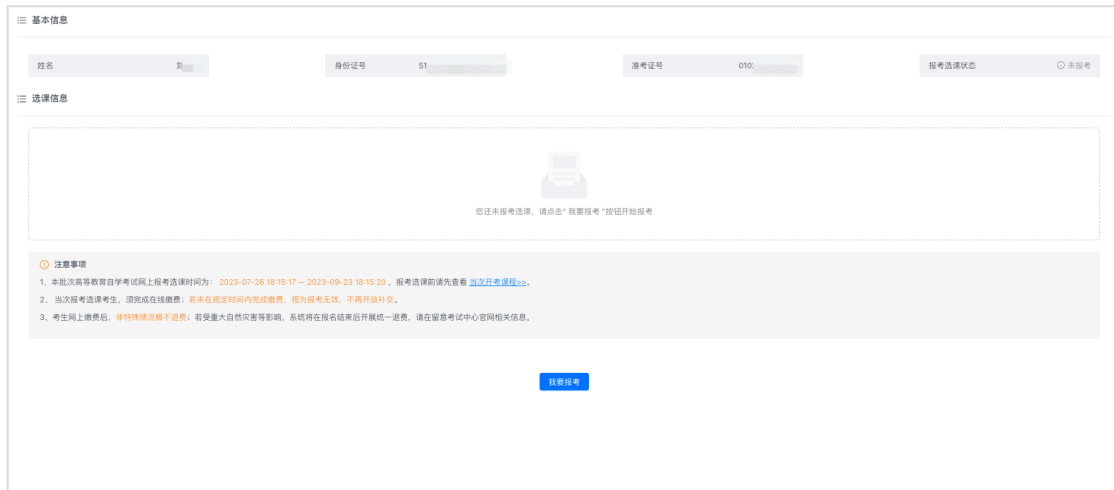 基本信息
姓名 刘 身份证号 51 准考证号 010 报考选课状态 未报考
选课信息
您还未报考选课，请点击" 我要报考 "按钮开始报考
注意事项
1、本批次高等教育自学考试网上报考选课时间为： 2023-07-26 18:15:17 — 2023-09-23 18:15:20 ，报考选课前请先查看 当次开考课程>>。
2、 当次报考选课考生，须完成在线缴费；若未在规定时间内完成缴费，视为报考无效，不再开放补交。
3、考生网上缴费后，非特殊情况概不退费；若受重大自然灾害等影响，系统将在报名结束后开展统一退费，请在留意考试中心官网相关信息。
我要报考